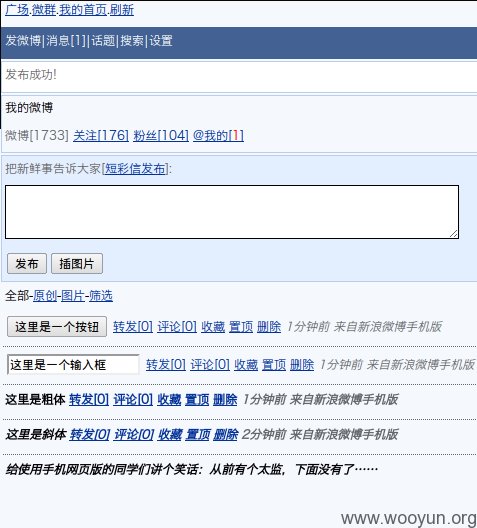 广场.微群.我的首页.刷新
发微博|消息[1]|话题|搜索|设置
发布成功!
我的微博
微博[1733] 关注[176] 粉丝[104] @我的[1]
把新鲜事告诉大家[短彩信发布]:
发布 插图片
全部-原创-图片-筛选
这里是一个按钮 转发[0] 评论[0] 收藏 置顶 删除 1分钟前 来自新浪微博手机版
这里是一个输入框 转发[0] 评论[0] 收藏 置顶 删除 1分钟前 来自新浪微博手机版
这里是粗体 转发[0] 评论[0] 收藏 置顶 删除 1分钟前 来自新浪微博手机版
这里是斜体 转发[0] 评论[0] 收藏 置顶 删除 2分钟前 来自新浪微博手机版
给使用手机网页版的同学们讲个笑话：从前有个太监，下面没有了……
www.wooyun.org